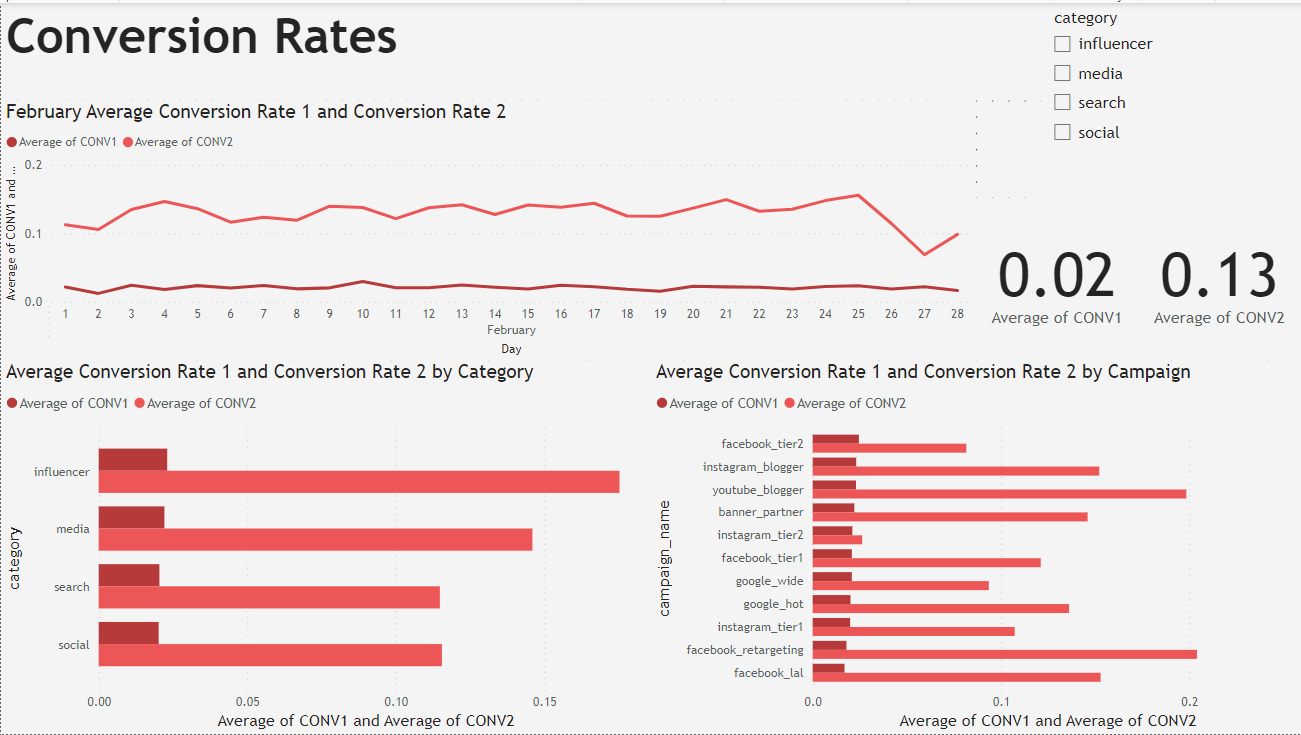 Conversion Rates
category
influencer
media
search
social
February Average Conversion Rate 1 and Conversion Rate 2
Average of CONV1 Average of CONV2
Average of CONV1 and ...
0.2
0.1
0.0
1 2 3 4 5 6 7 8 9 10 11 12 13 14 15 16 17 18 19 20 21 22 23 24 25 26 27 28
February
Day
0.02 0.13
Average of CONV1 Average of CONV2
Average Conversion Rate 1 and Conversion Rate 2 by Category
Average of CONV1 Average of CONV2
category
influencer
media
search
social
0.00 0.05 0.10 0.15
Average of CONV1 and Average of CONV2
Average Conversion Rate 1 and Conversion Rate 2 by Campaign
Average of CONV1 Average of CONV2
campaign_name
facebook_tier2
instagram_blogger
youtube_blogger
banner_partner
instagram_tier2
facebook_tier1
google_wide
google_hot
instagram_tier1
facebook_retargeting
facebook_lal
0.0 0.1 0.2
Average of CONV1 and Average of CONV2